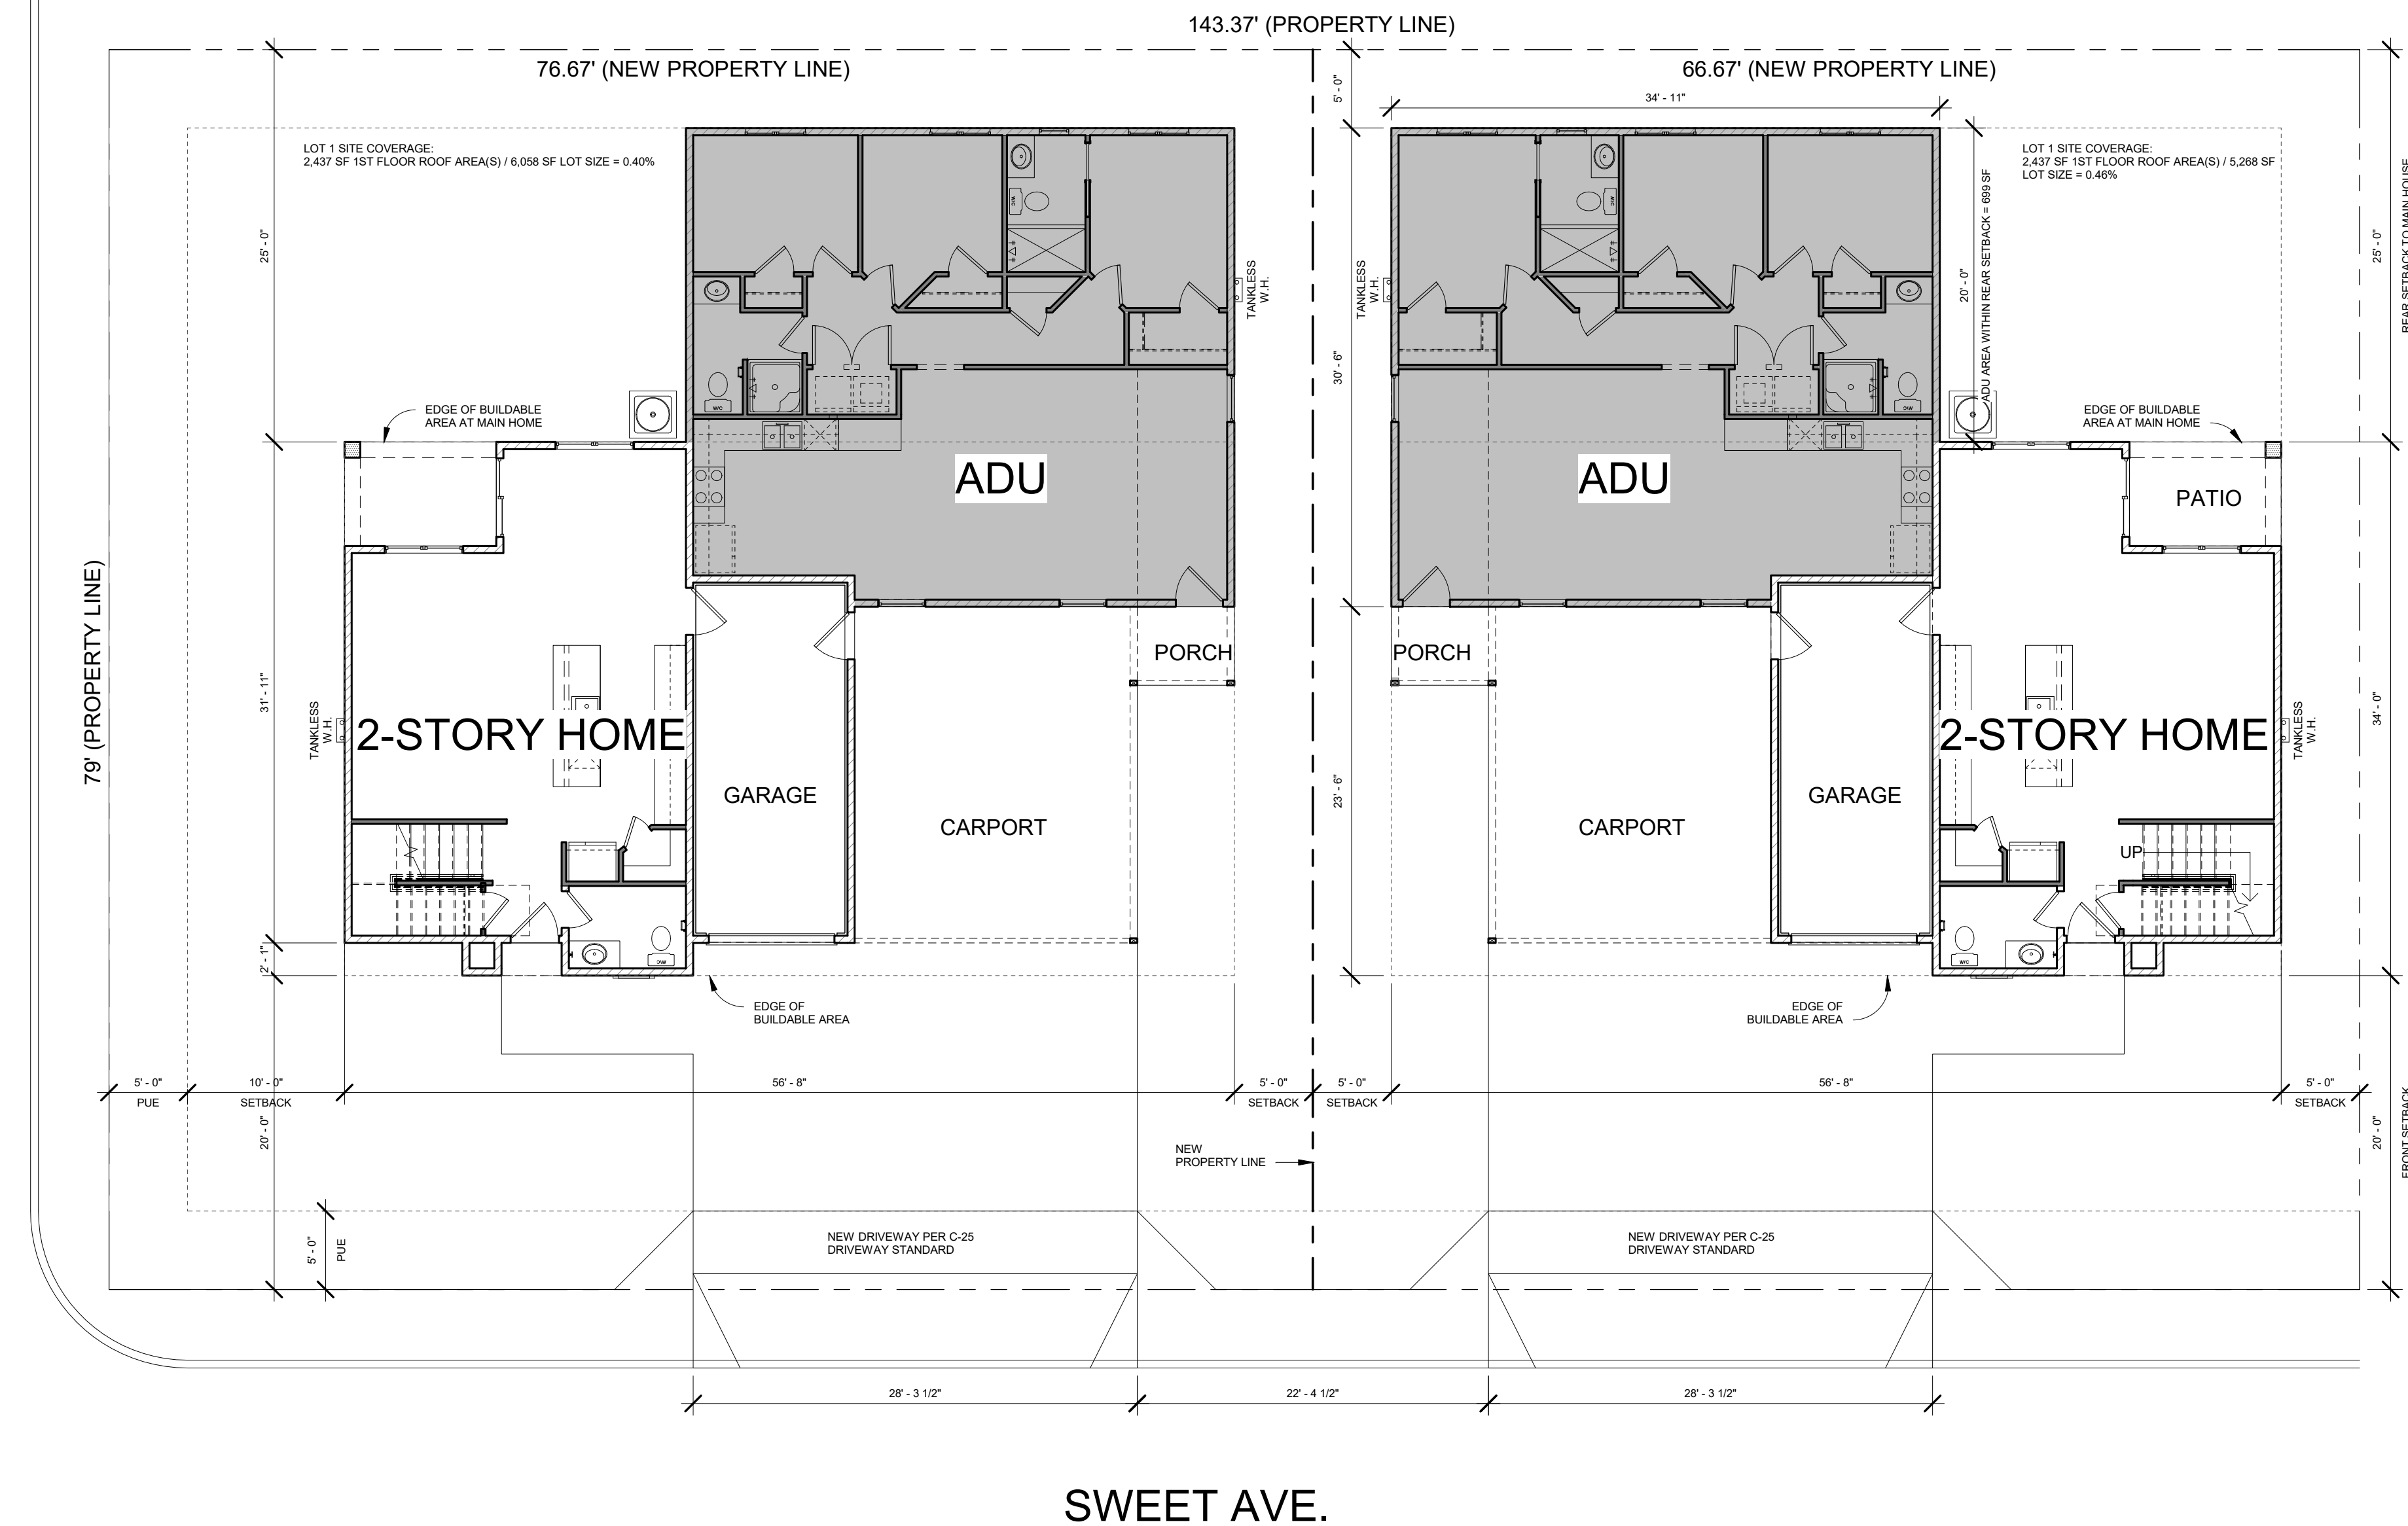 143.37' (PROPERTY LINE)
76.67' (NEW PROPERTY LINE)
66.67' (NEW PROPERTY LINE)
5' - 0"
34' - 11"
LOT 1 SITE COVERAGE:
2,437 SF 1ST FLOOR ROOF AREA(S) / 6,058 SF LOT SIZE = 0.40%
LOT 1 SITE COVERAGE:
2,437 SF 1ST FLOOR ROOF AREA(S) / 5,268 SF
LOT SIZE = 0.46%
25' - 0"
TANKLESS
W.H.
TANKLESS
W.H.
20' - 0"
ADU AREA WITHIN REAR SETBACK = 699 SF
25' - 0"
REAR SETBACK TO MAIN HOUSE
W/C
W/C
W/C
W/C
30' - 6"
EDGE OF BUILDABLE
AREA AT MAIN HOME
EDGE OF BUILDABLE
AREA AT MAIN HOME
ADU
ADU
PATIO
79' (PROPERTY LINE)
31' - 11"
PORCH
PORCH
TANKLESS
W.H.
2-STORY HOME
2-STORY HOME
TANKLESS
W.H.
34' - 0"
GARAGE
CARPORT
23' - 6"
CARPORT
GARAGE
UP
2' - 1"
W/C
W/C
EDGE OF
BUILDABLE AREA
EDGE OF
BUILDABLE AREA
5' - 0"
PUE
10' - 0"
SETBACK
56' - 8"
5' - 0"
SETBACK
5' - 0"
SETBACK
56' - 8"
5' - 0"
SETBACK
20' - 0"
20' - 0"
FRONT SETBACK
NEW
PROPERTY LINE
5' - 0"
PUE
NEW DRIVEWAY PER C-25
DRIVEWAY STANDARD
NEW DRIVEWAY PER C-25
DRIVEWAY STANDARD
28' - 3 1/2"
22' - 4 1/2"
28' - 3 1/2"
SWEET AVE.